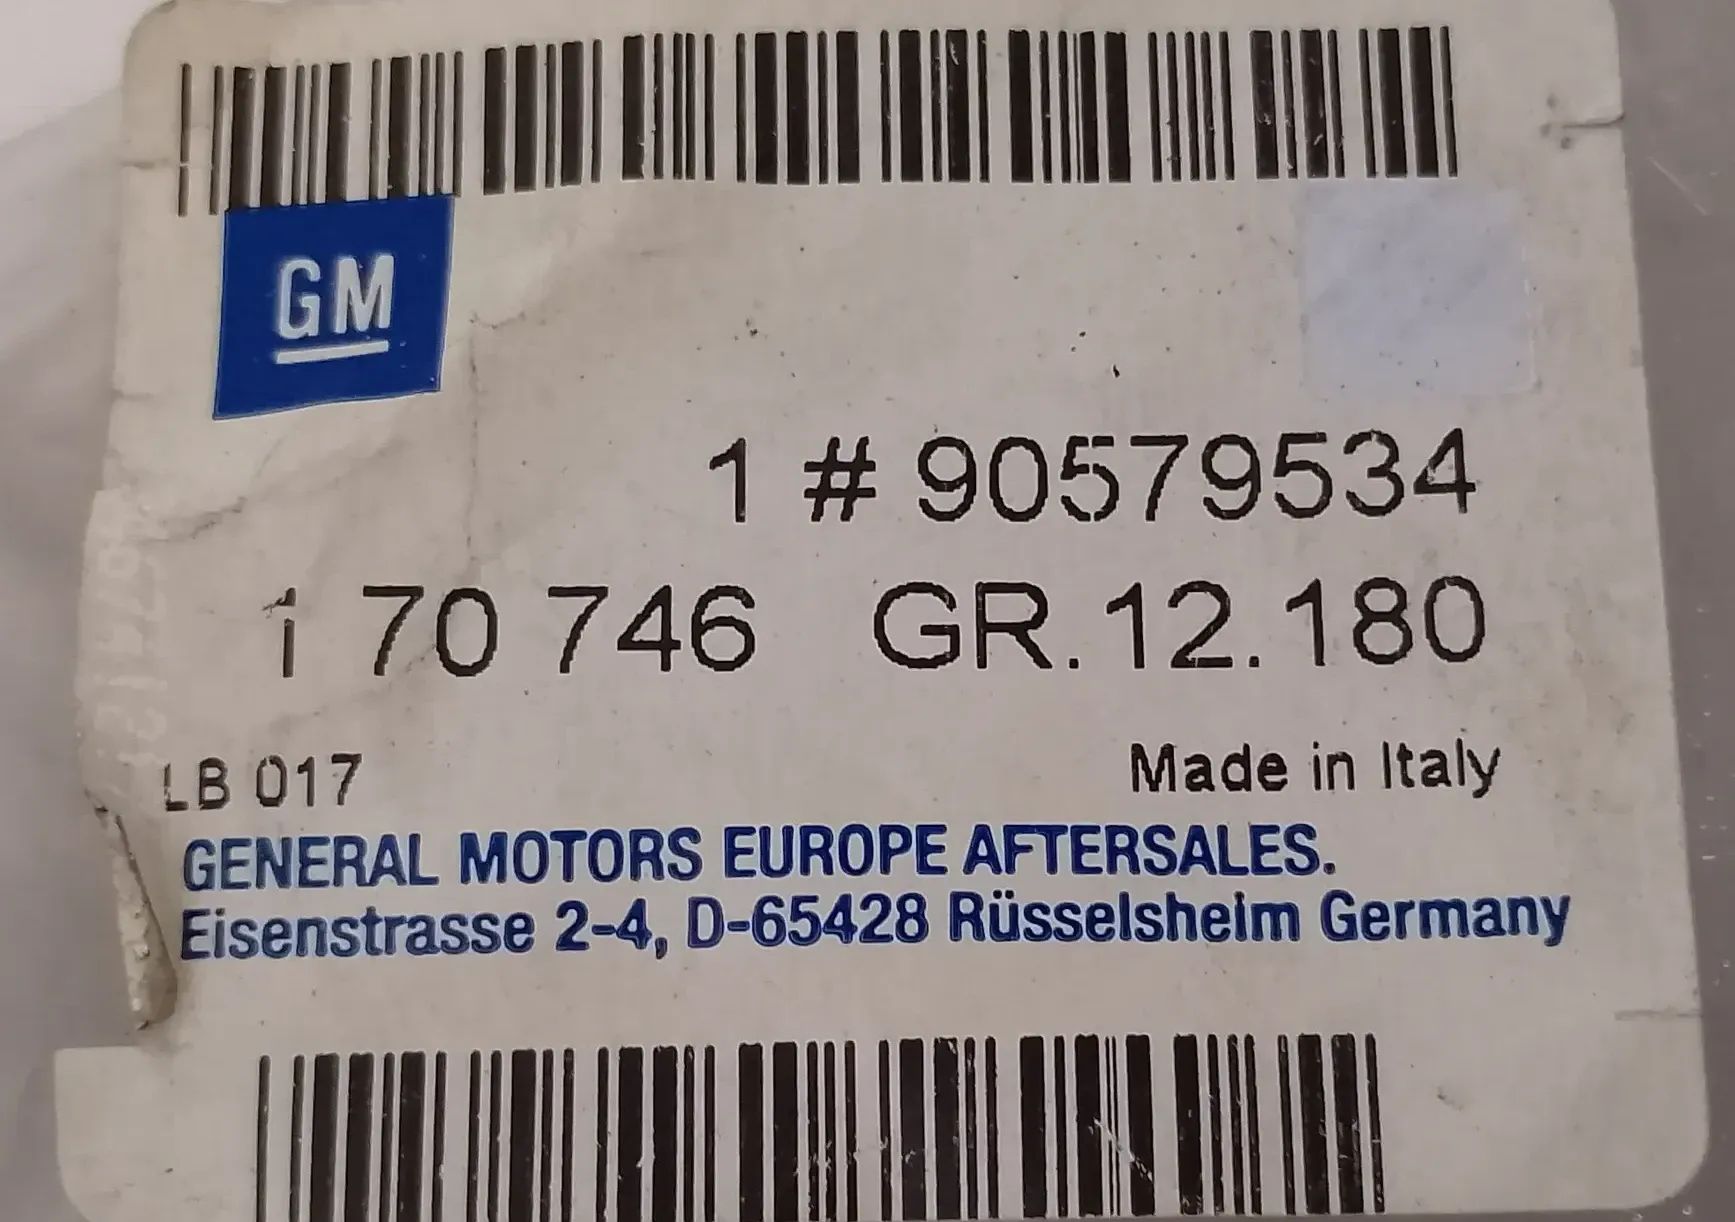 GM
1 # 90579534
1 70 746 GR.12.180
LB 017 Made in Italy
GENERAL MOTORS EUROPE AFTERSALES.
Eisenstrasse 2-4, D-65428 Rüsselsheim Germany